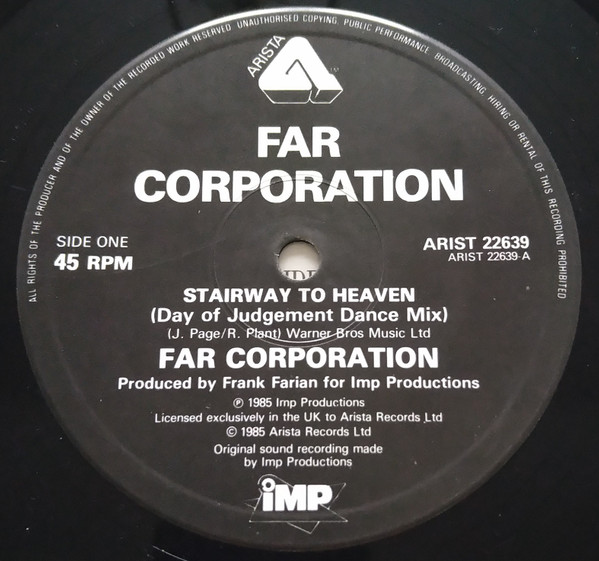 ALL RIGHTS OF THE PRODUCER AND OF THE OWNER OF THE RECORDED WORK RESERVED. UNAUTHORISED COPYING, PUBLIC PERFORMANCE, BROADCASTING, HIRING OR RENTAL OF THIS RECORDING PROHIBITED
ARISTA
FAR
CORPORATION
SIDE ONE
45 RPM
ARIST 22639
ARIST 22639-A
STAIRWAY TO HEAVEN
(Day of Judgement Dance Mix)
(J. Page/R. Plant) Warner Bros Music Ltd
FAR CORPORATION
Produced by Frank Farian for Imp Productions
℗ 1985 Imp Productions
Licensed exclusively in the UK to Arista Records Ltd
© 1985 Arista Records Ltd
Original sound recording made
by Imp Productions
iMP